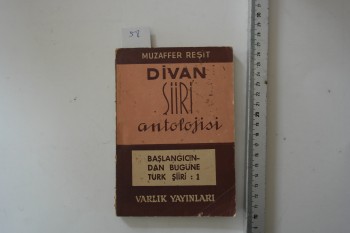 MUZAFFER REŞİT
DİVAN
ŞİİRİ
antolojisi
BAŞLANGICIN-
DAN BUGÜNE
TÜRK ŞİİRİ : 1
VARLIK YAYINLARI